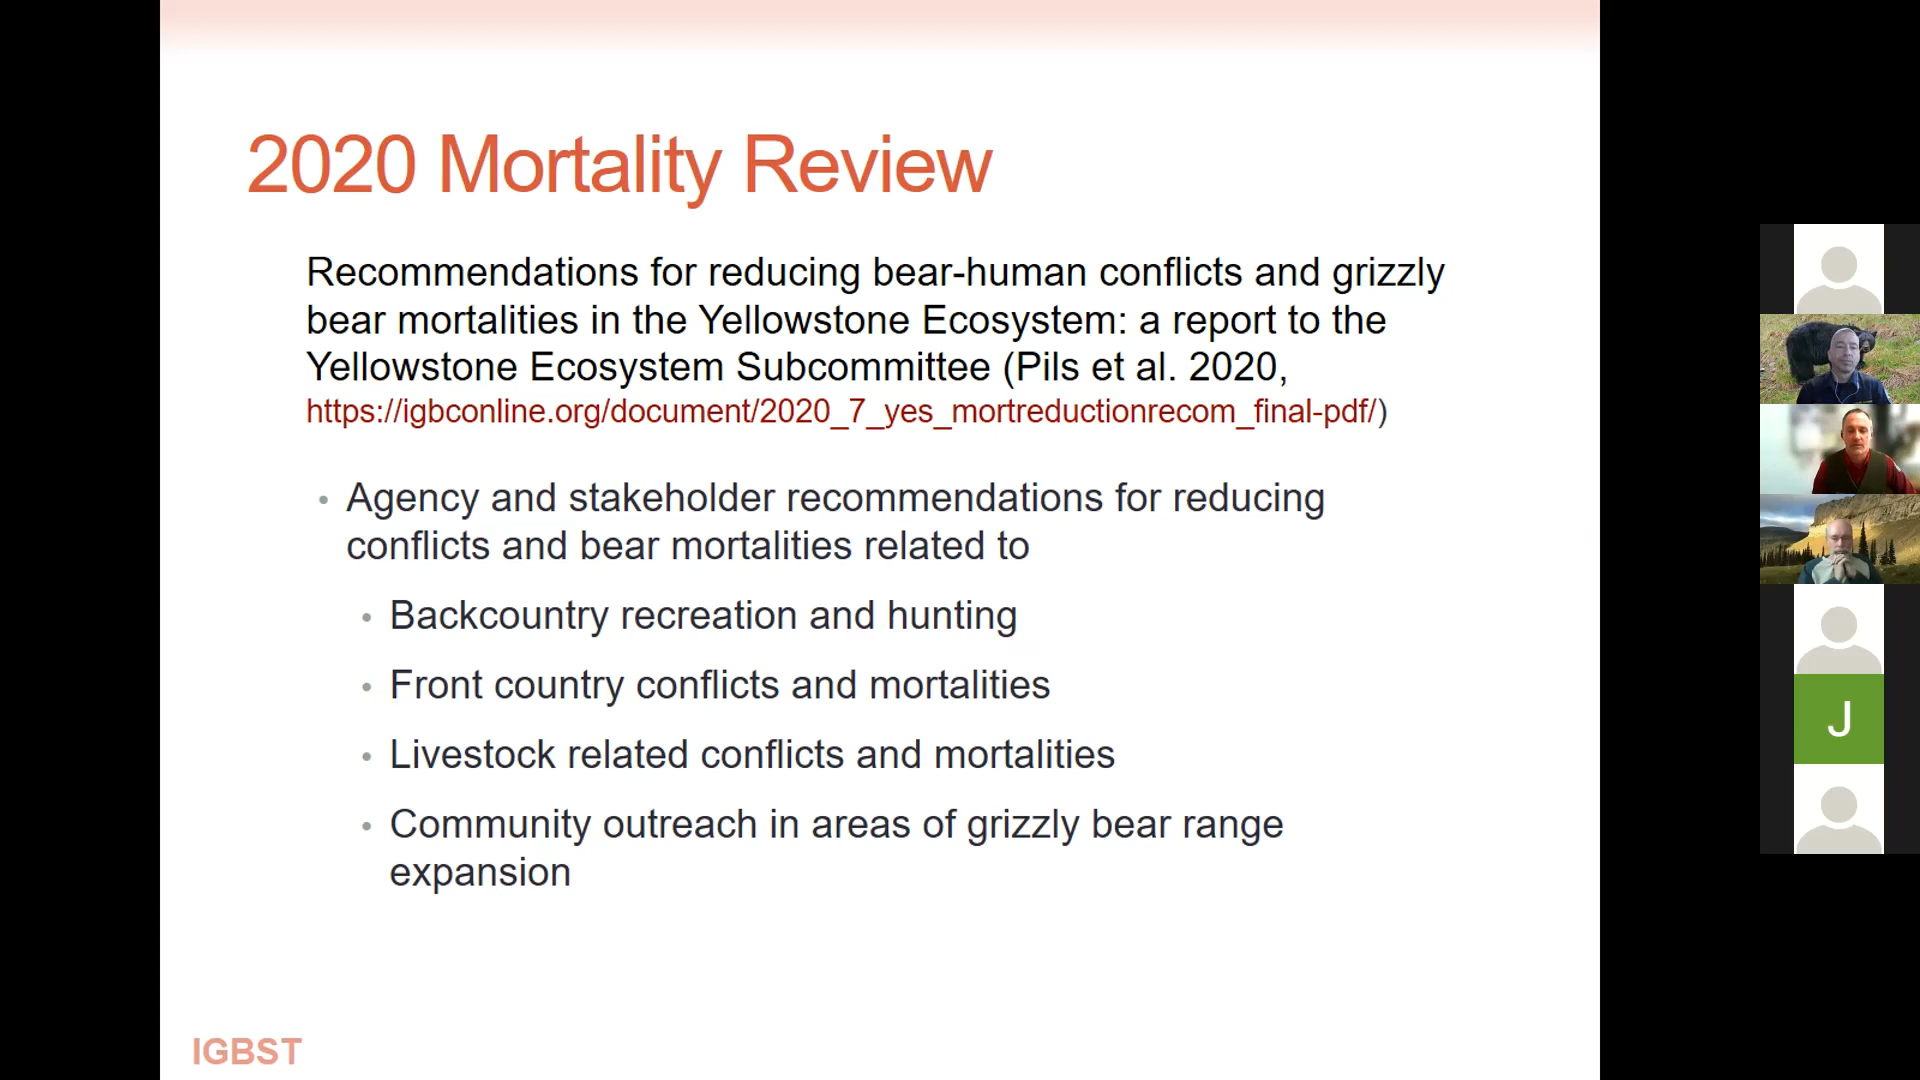 2020 Mortality Review
Recommendations for reducing bear-human conflicts and grizzly
bear mortalities in the Yellowstone Ecosystem: a report to the
Yellowstone Ecosystem Subcommittee (Pils et al. 2020,
https://igbconline.org/document/2020_7_yes_mortreductionrecom_final-pdf/)
• Agency and stakeholder recommendations for reducing
conflicts and bear mortalities related to
• Backcountry recreation and hunting
• Front country conflicts and mortalities
• Livestock related conflicts and mortalities
• Community outreach in areas of grizzly bear range
expansion
IGBST
J